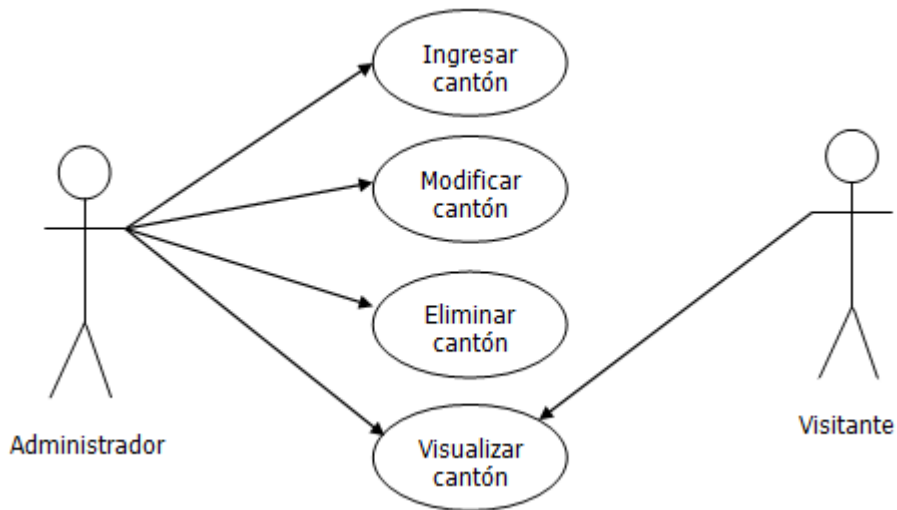 Ingresar
cantón
Modificar
cantón
Eliminar
cantón
Visualizar
cantón
Administrador
Visitante